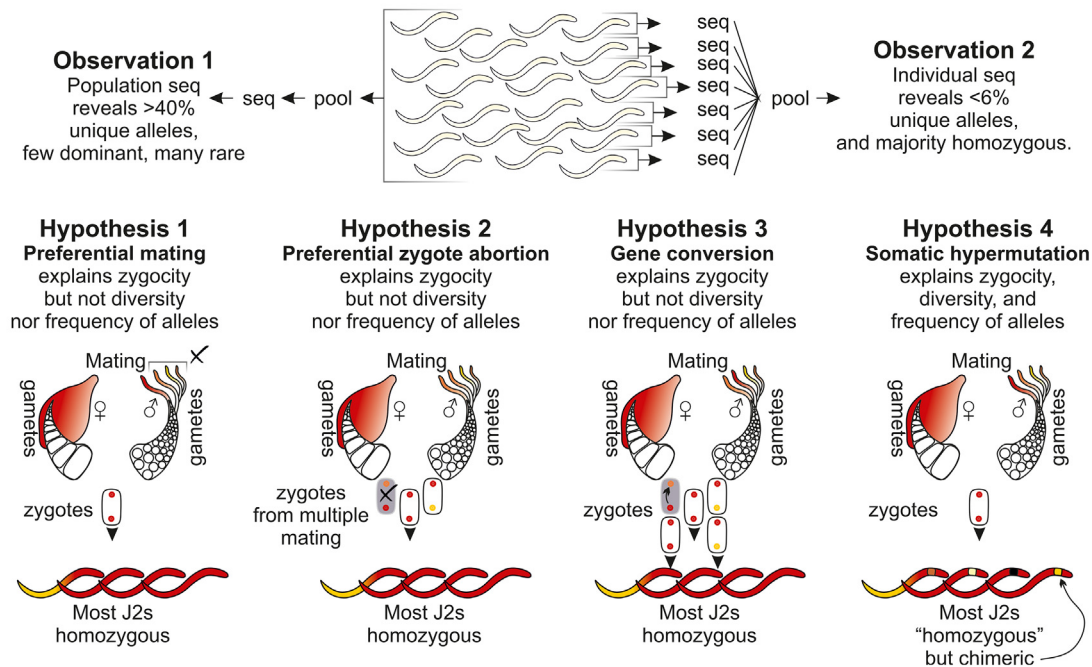 Observation 1
Population seq
reveals >40%
unique alleles,
few dominant, many rare
seq
pool
seq
seq
seq
seq
seq
seq
seq
pool
Observation 2
Individual seq
reveals <6%
unique alleles,
and majority homozygous.
Hypothesis 1
Preferential mating
explains zygocity
but not diversity
nor frequency of alleles
Mating
gametes
♀
♂
gametes
zygotes
Most J2s
homozygous
Hypothesis 2
Preferential zygote abortion
explains zygocity
but not diversity
nor frequency of alleles
Mating
gametes
♀
♂
gametes
zygotes
from multiple
mating
Most J2s
homozygous
Hypothesis 3
Gene conversion
explains zygocity
but not diversity
nor frequency of alleles
Mating
gametes
♀
♂
gametes
zygotes
Most J2s
homozygous
Hypothesis 4
Somatic hypermutation
explains zygocity,
diversity, and
frequency of alleles
Mating
gametes
♀
♂
gametes
zygotes
Most J2s
“homozygous”
but chimeric